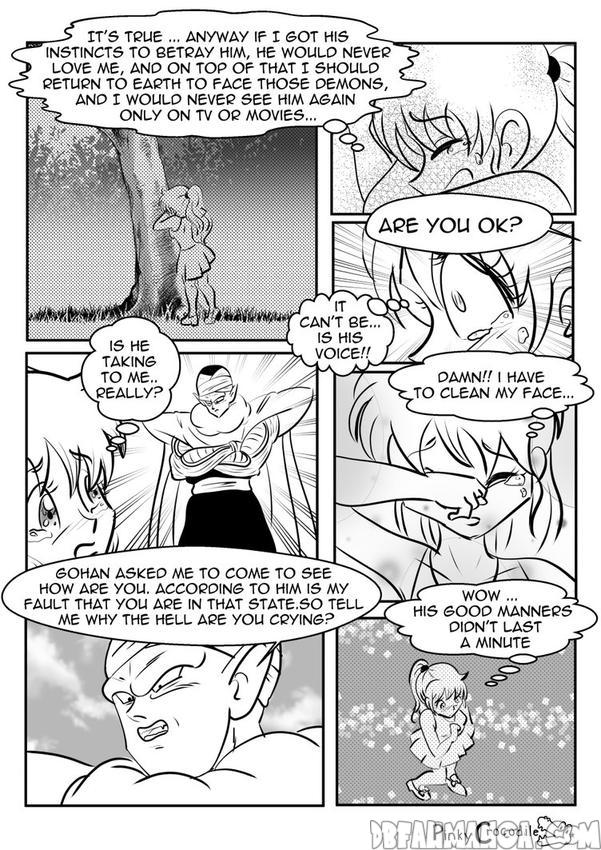 IT'S TRUE ... ANYWAY IF I GOT HIS
INSTINCTS TO BETRAY HIM, HE WOULD NEVER
LOVE ME, AND ON TOP OF THAT I SHOULD
RETURN TO EARTH TO FACE THOSE DEMONS,
AND I WOULD NEVER SEE HIM AGAIN
ONLY ON TV OR MOVIES...
ARE YOU OK?
IT
CAN'T BE...
IS HIS
VOICE!!
DAMN!! I HAVE
TO CLEAN MY FACE...
IS HE
TAKING
TO ME..
REALLY?
GOHAN ASKED ME TO COME TO SEE
HOW ARE YOU. ACCORDING TO HIM IS MY
FAULT THAT YOU ARE IN THAT STATE.SO TELL
ME WHY THE HELL ARE YOU CRYING?
WOW ...
HIS GOOD MANNERS
DIDN'T LAST
A MINUTE
Pinky Crocodile
DBFANMANGA.COM